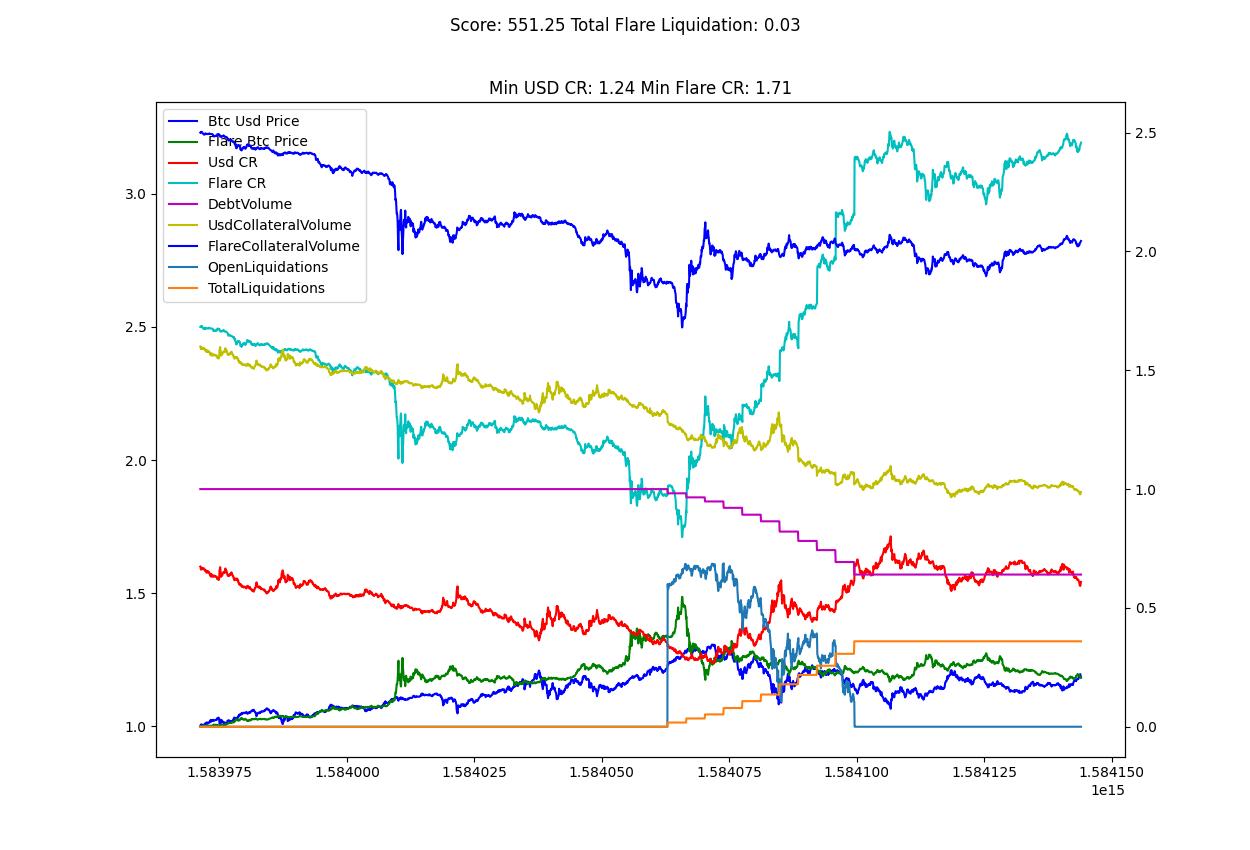 Score: 551.25 Total Flare Liquidation: 0.03
Min USD CR: 1.24 Min Flare CR: 1.71
Btc Usd Price
Flare Btc Price
Usd CR
Flare CR
DebtVolume
UsdCollateralVolume
FlareCollateralVolume
OpenLiquidations
TotalLiquidations
3.0
2.5
2.0
1.5
1.0
2.5
2.0
1.5
1.0
0.5
0.0
1.583975 1.584000 1.584025 1.584050 1.584075 1.584100 1.584125 1.584150
1e15